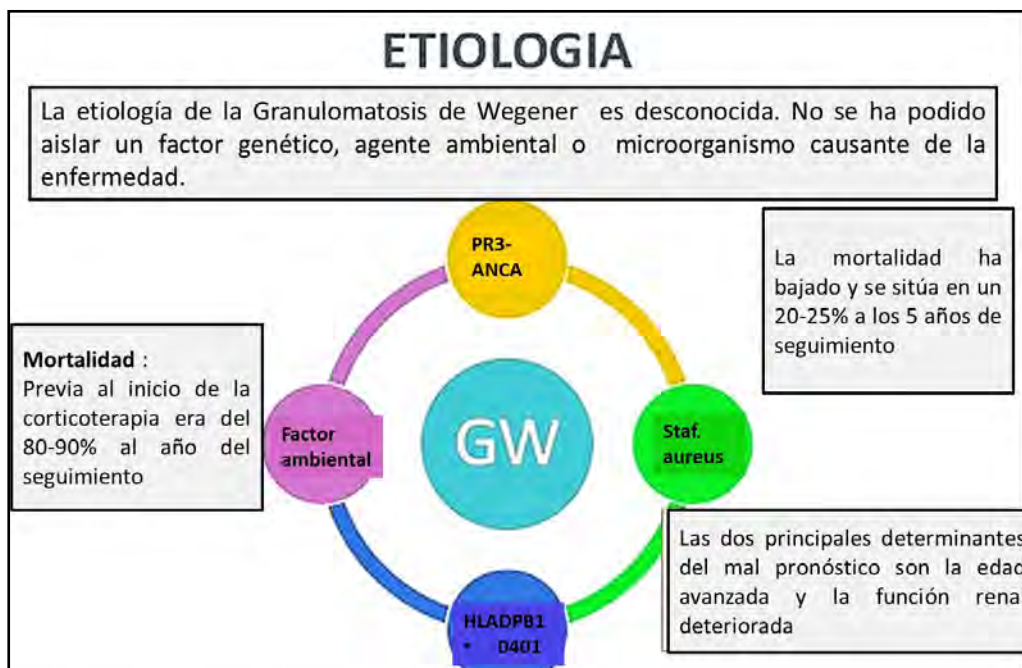 ETIOLOGIA
La etiología de la Granulomatosis de Wegener es desconocida. No se ha podido
aislar un factor genético, agente ambiental o microorganismo causante de la
enfermedad.
PR3-
ANCA
La mortalidad ha
bajado y se sitúa en un
20-25% a los 5 años de
seguimiento
Mortalidad :
Previa al inicio de la
corticoterapia era del
80-90% al año del
seguimiento
Factor
ambiental
GW
Staf.
aureus
Las dos principales determinantes
del mal pronóstico son la edad
avanzada y la función rena
deteriorada
HLADPB1
• 0401